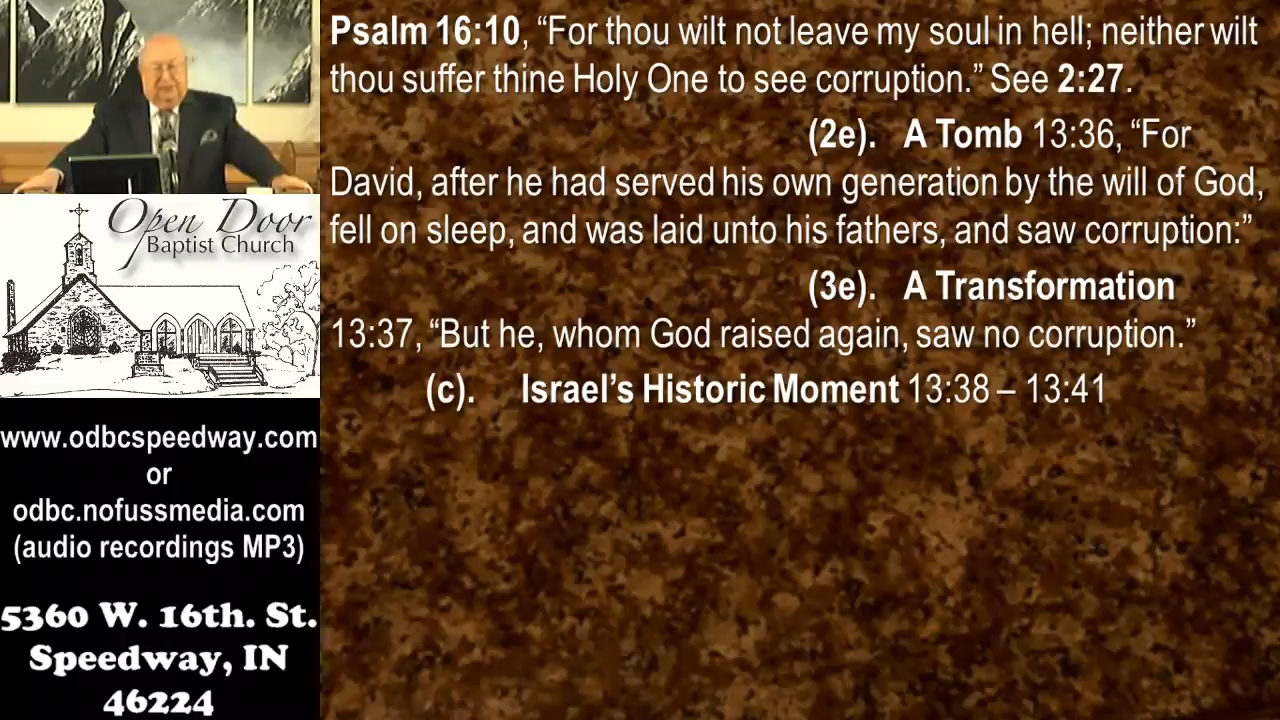 Psalm 16:10, “For thou wilt not leave my soul in hell; neither wilt
thou suffer thine Holy One to see corruption.” See 2:27.
(2e). A Tomb 13:36, “For
David, after he had served his own generation by the will of God,
fell on sleep, and was laid unto his fathers, and saw corruption:”
(3e). A Transformation
13:37, “But he, whom God raised again, saw no corruption.”
(c). Israel’s Historic Moment 13:38 – 13:41
Open Door
Baptist Church
www.odbcspeedway.com
or
odbc.nofussmedia.com
(audio recordings MP3)
5360 W. 16th. St.
Speedway, IN
46224